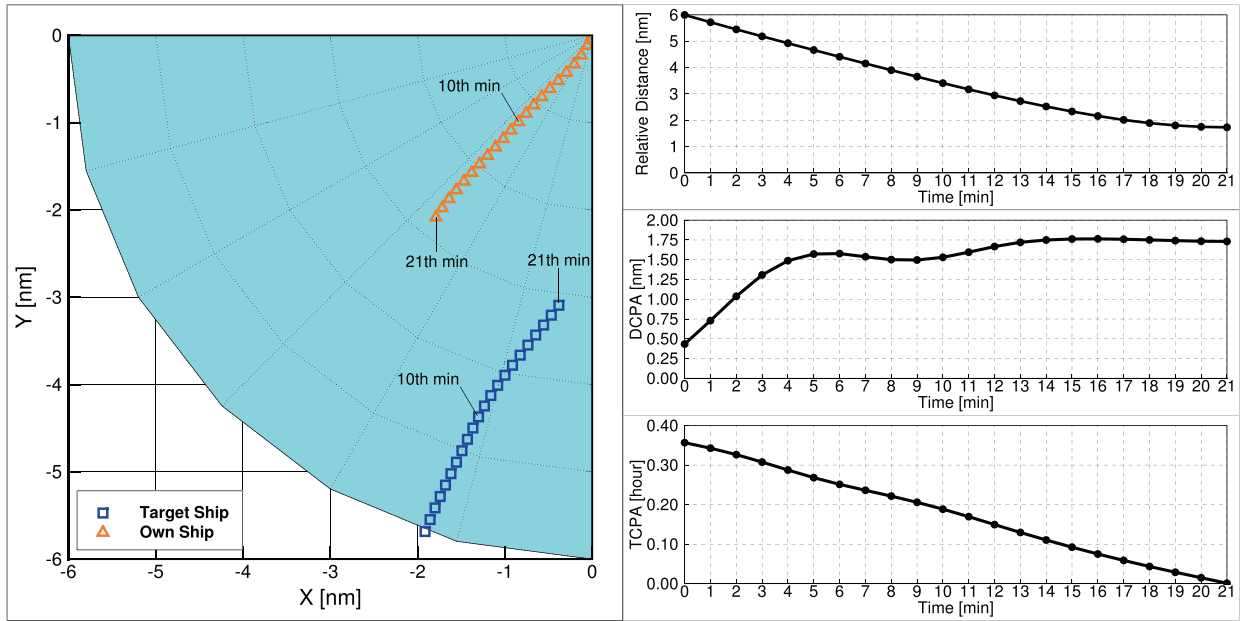 0
-1
-2
-3
-4
-5
-6
Y [nm]
-6 -5 -4 -3 -2 -1 0
X [nm]
10th min
21th min
21th min
10th min
Target Ship
Own Ship
6
5
4
3
2
1
0
Relative Distance [nm]
0 1 2 3 4 5 6 7 8 9 10 11 12 13 14 15 16 17 18 19 20 21
Time [min]
2.00
1.75
1.50
1.25
1.00
0.75
0.50
0.25
0.00
DCPA [nm]
0 1 2 3 4 5 6 7 8 9 10 11 12 13 14 15 16 17 18 19 20 21
Time [min]
0.40
0.30
0.20
0.10
0.00
TCPA [hour]
0 1 2 3 4 5 6 7 8 9 10 11 12 13 14 15 16 17 18 19 20 21
Time [min]